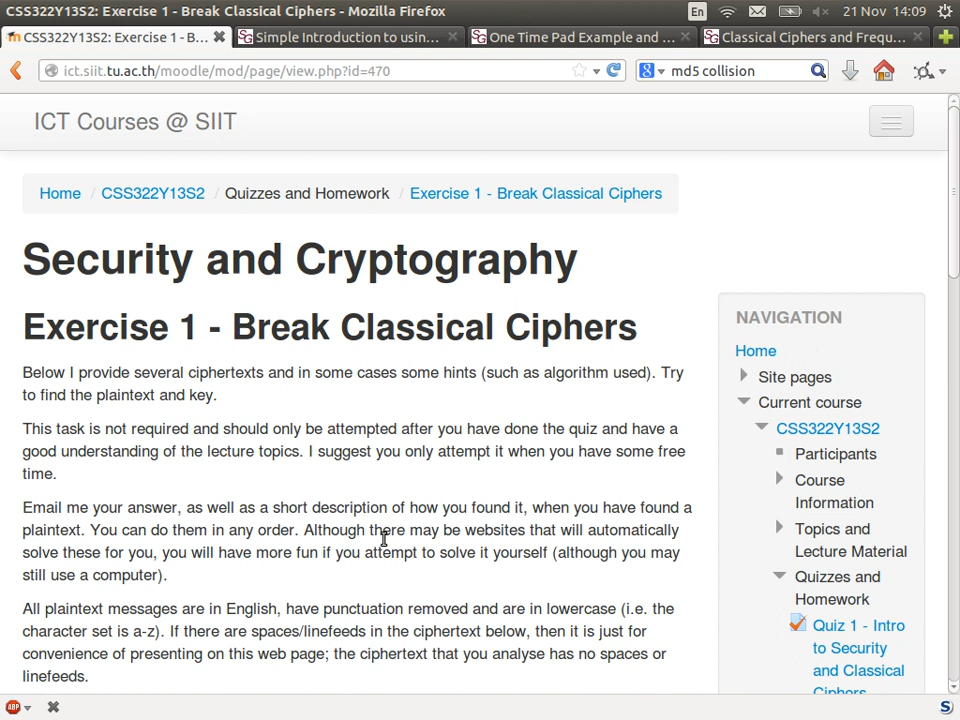 CSS322Y13S2: Exercise 1 - Break Classical Ciphers - Mozilla Firefox
En
21 Nov 14:09
CSS322Y13S2: Exercise 1 - B...
Simple Introduction to usin...
One Time Pad Example and ...
Classical Ciphers and Frequ...
ict.siit.tu.ac.th/moodle/mod/page/view.php?id=470
md5 collision
ICT Courses @ SIIT
Home / CSS322Y13S2 / Quizzes and Homework / Exercise 1 - Break Classical Ciphers
Security and Cryptography
Exercise 1 - Break Classical Ciphers
Below I provide several ciphertexts and in some cases some hints (such as algorithm used). Try
to find the plaintext and key.
This task is not required and should only be attempted after you have done the quiz and have a
good understanding of the lecture topics. I suggest you only attempt it when you have some free
time.
Email me your answer, as well as a short description of how you found it, when you have found a
plaintext. You can do them in any order. Although there may be websites that will automatically
solve these for you, you will have more fun if you attempt to solve it yourself (although you may
still use a computer).
All plaintext messages are in English, have punctuation removed and are in lowercase (i.e. the
character set is a-z). If there are spaces/linefeeds in the ciphertext below, then it is just for
convenience of presenting on this web page; the ciphertext that you analyse has no spaces or
linefeeds.
NAVIGATION
Home
Site pages
Current course
CSS322Y13S2
Participants
Course
Information
Topics and
Lecture Material
Quizzes and
Homework
Quiz 1 - Intro
to Security
and Classical
Ciphers
ABP
S